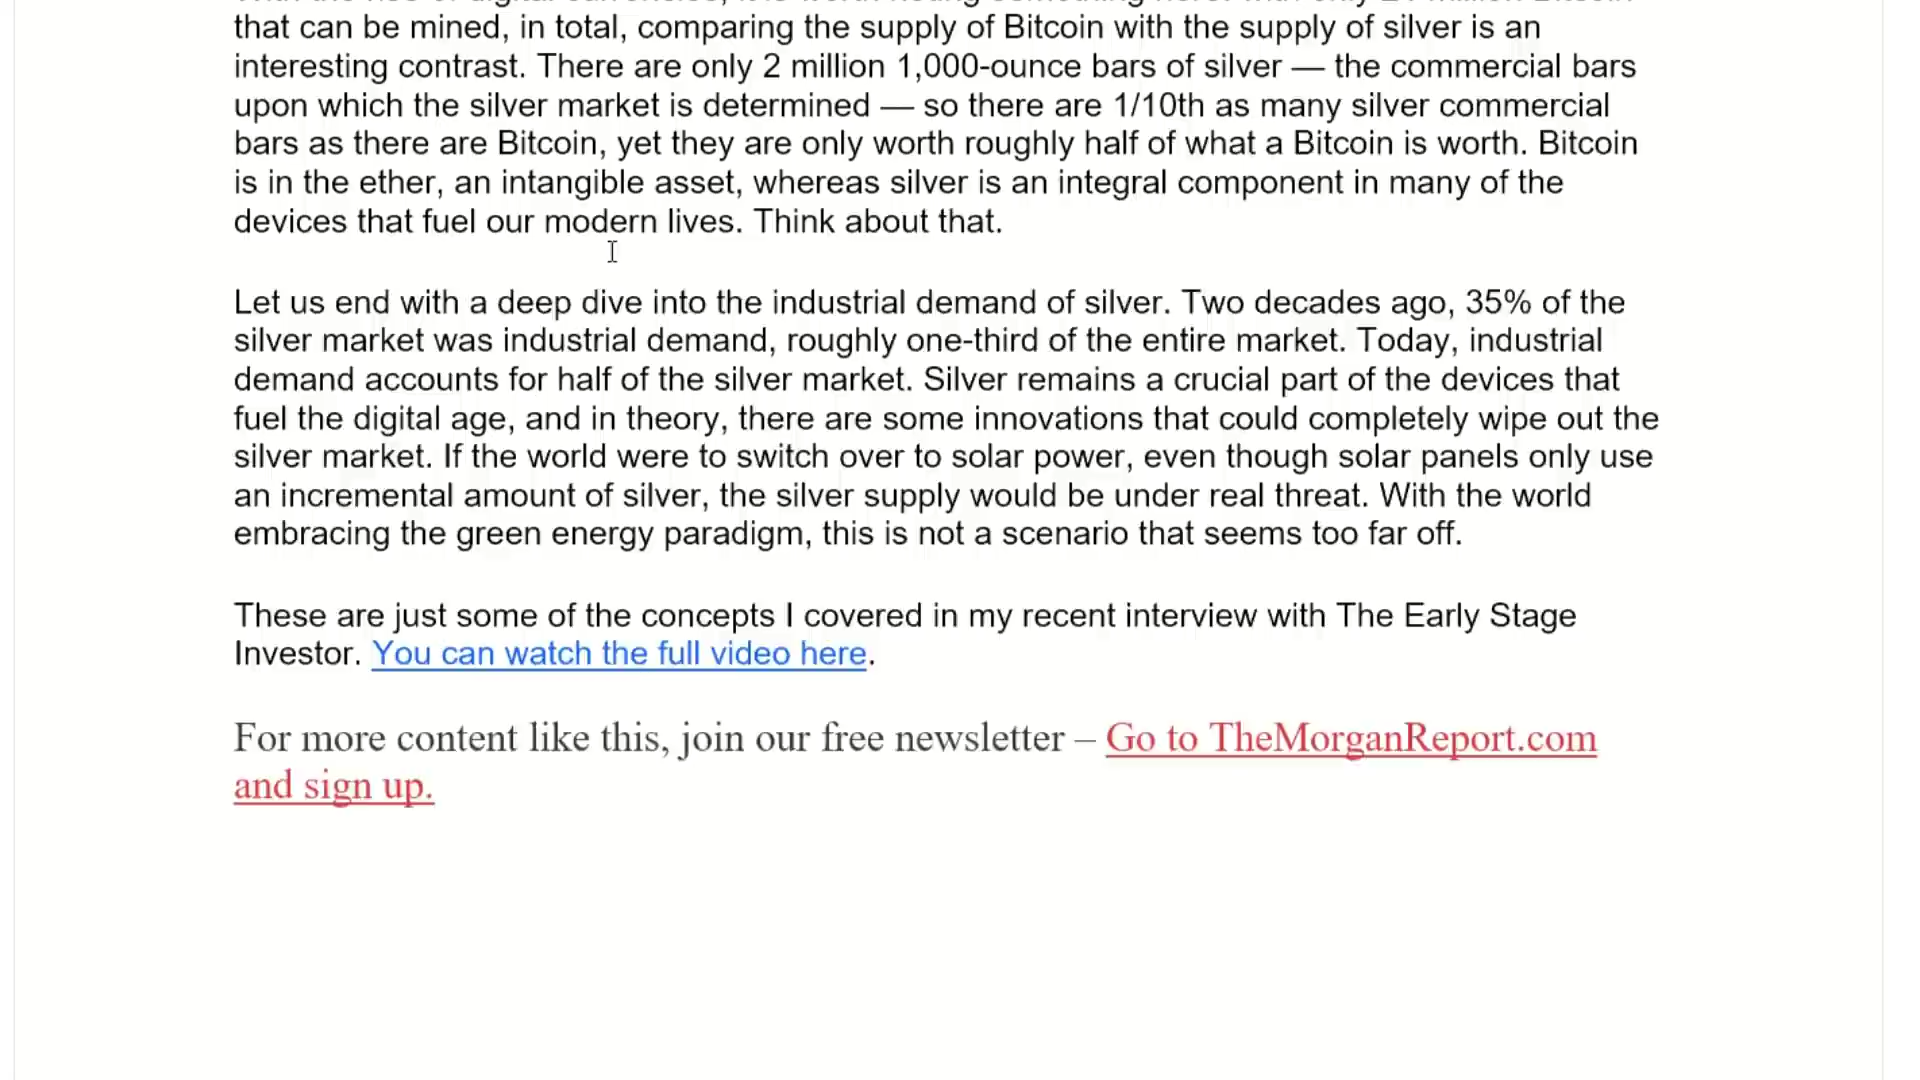 that can be mined, in total, comparing the supply of Bitcoin with the supply of silver is an
interesting contrast. There are only 2 million 1,000-ounce bars of silver — the commercial bars
upon which the silver market is determined — so there are 1/10th as many silver commercial
bars as there are Bitcoin, yet they are only worth roughly half of what a Bitcoin is worth. Bitcoin
is in the ether, an intangible asset, whereas silver is an integral component in many of the
devices that fuel our modern lives. Think about that.
Let us end with a deep dive into the industrial demand of silver. Two decades ago, 35% of the
silver market was industrial demand, roughly one-third of the entire market. Today, industrial
demand accounts for half of the silver market. Silver remains a crucial part of the devices that
fuel the digital age, and in theory, there are some innovations that could completely wipe out the
silver market. If the world were to switch over to solar power, even though solar panels only use
an incremental amount of silver, the silver supply would be under real threat. With the world
embracing the green energy paradigm, this is not a scenario that seems too far off.
These are just some of the concepts I covered in my recent interview with The Early Stage
Investor. You can watch the full video here.
For more content like this, join our free newsletter – Go to TheMorganReport.com
and sign up.